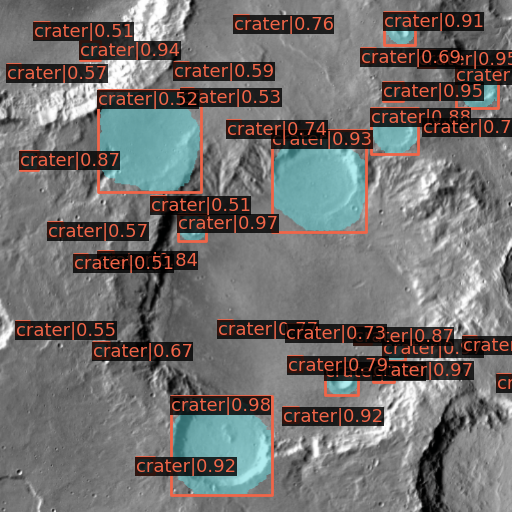 crater|0.91
crater|0.76
crater|0.51
crater|0.94
crater|0.69
crater|0.57
crater|0.59
crater
crater|0.95
crater|0.52
crater|0.53
crater|0.88
crater|0.74
crater|0.93
crater|0.87
crater|0.51
crater|0.97
crater|0.57
crater|0.51
84
crater|0.55
crater|0.73
crater|0.87
crater|0.67
crater|0.79
crater|0.97
crater|0.92
crater|0.98
crater|0.92